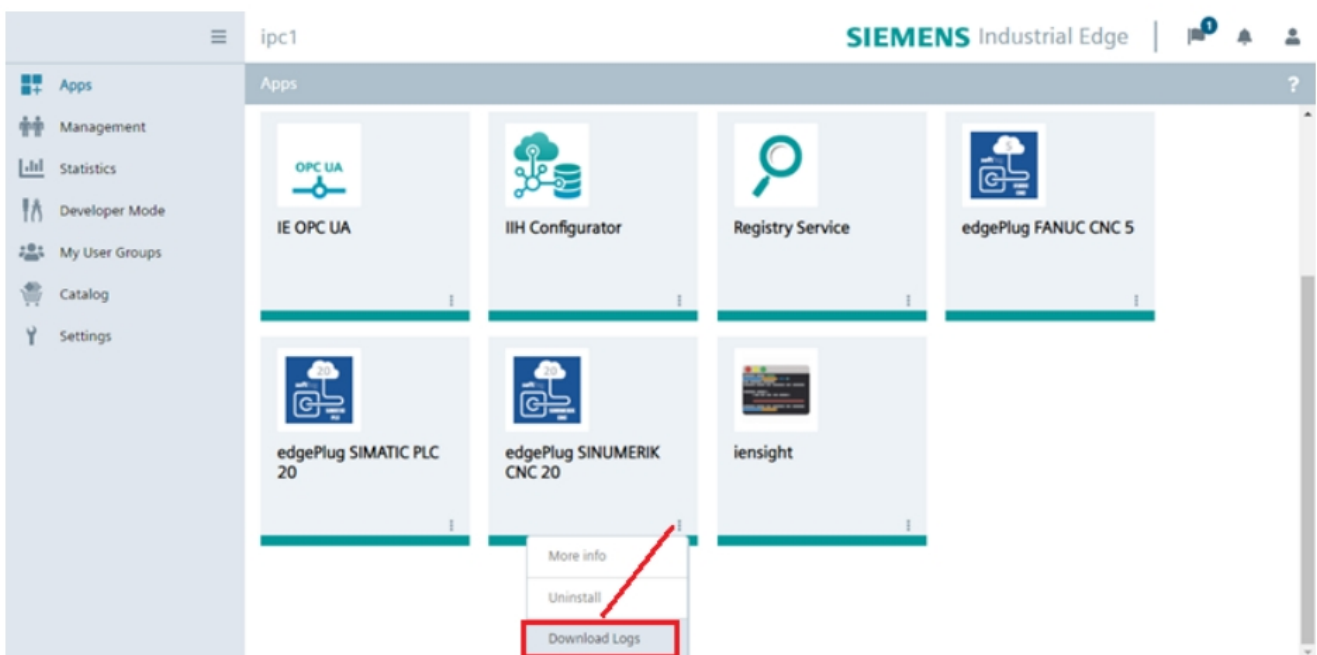 ipc1
SIEMENS Industrial Edge
1
Apps
Management
Statistics
Developer Mode
My User Groups
Catalog
Settings
Apps
?
OPC UA
IE OPC UA
IIH Configurator
Registry Service
5
edgePlug FANUC CNC 5
20
edgePlug SIMATIC PLC
20
20
edgePlug SINUMERIK
CNC 20
iensight
More info
Uninstall
Download Logs